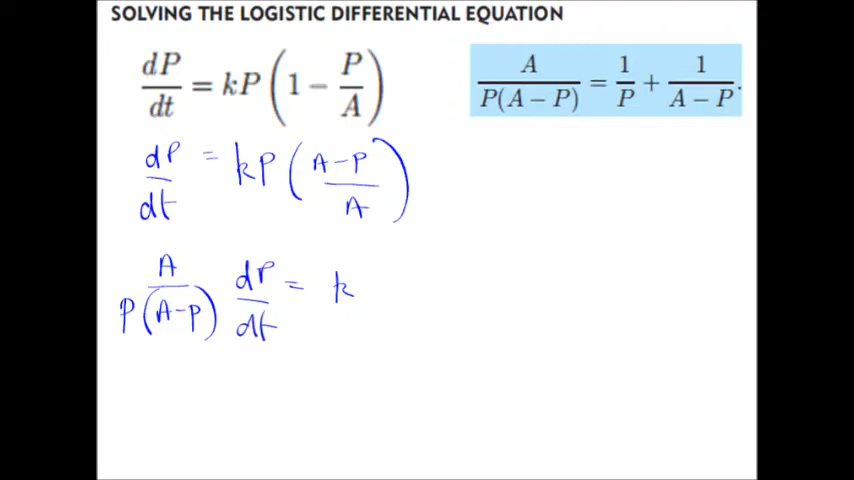 SOLVING THE LOGISTIC DIFFERENTIAL EQUATION
dP/dt = kP(1 − P/A)
A/P(A − P) = 1/P + 1/A − P.
dP/dt = kP(A−P/A)
A/P(A−P) dP/dt = k